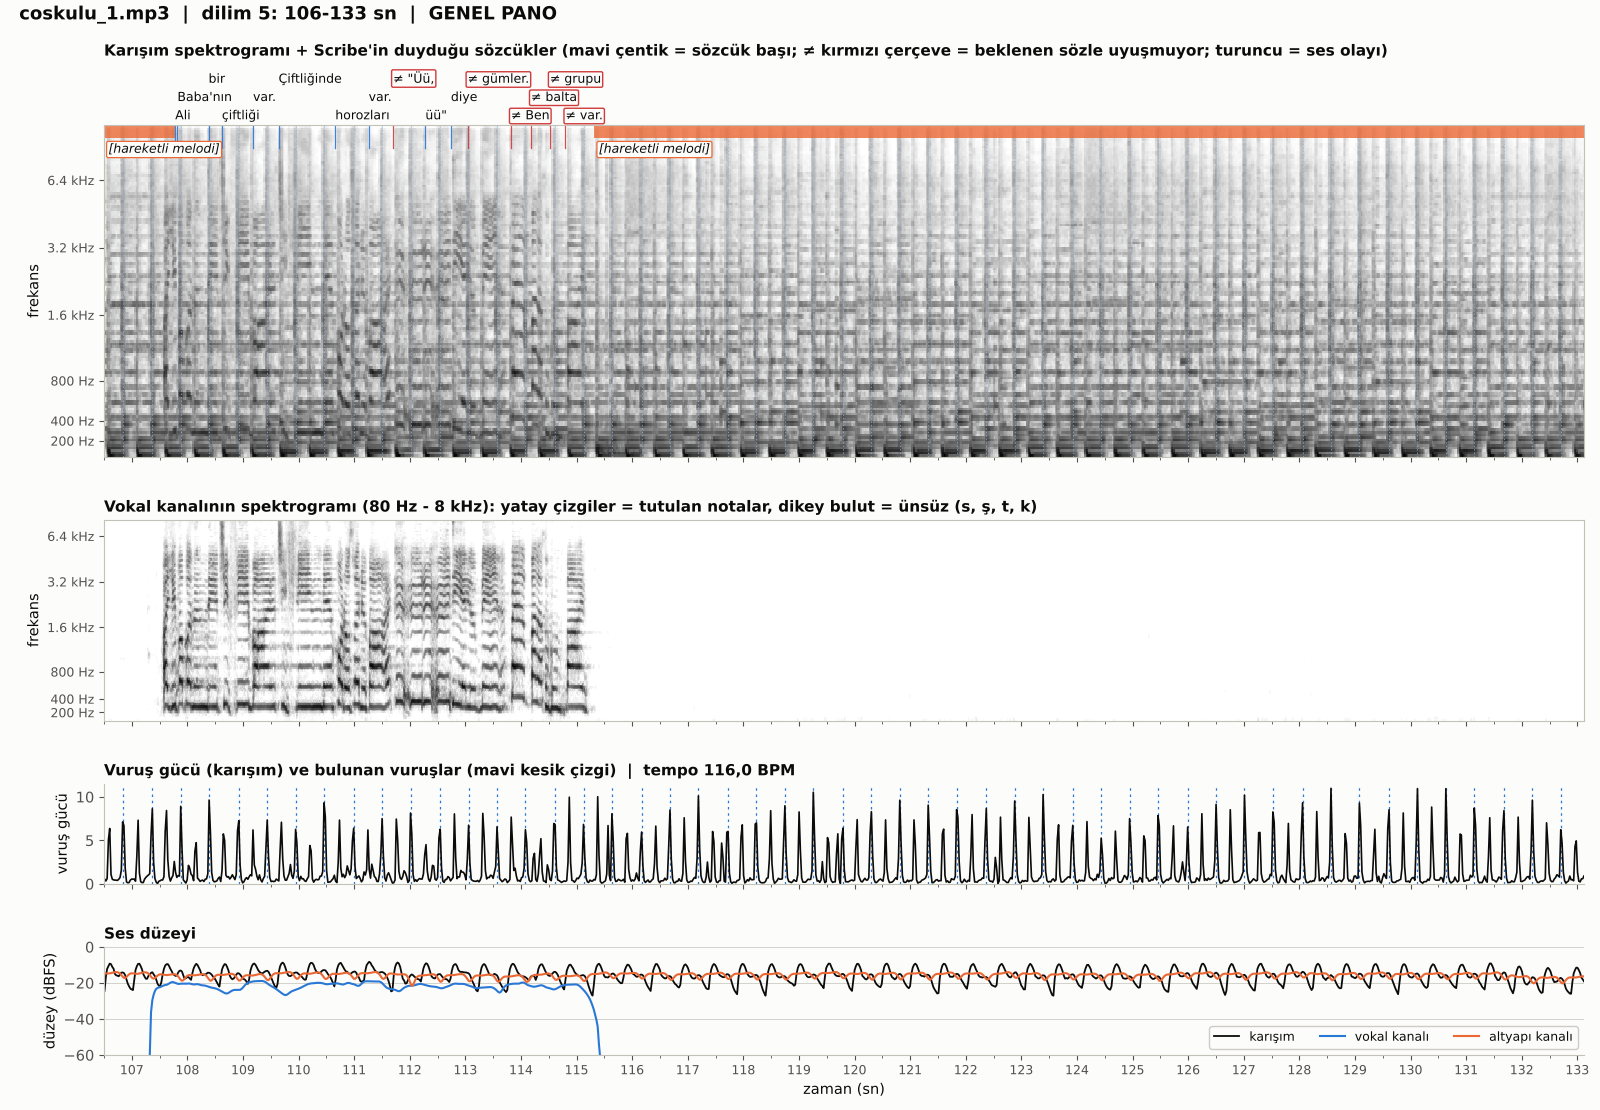 coskulu_1.mp3 | dilim 5: 106-133 sn | GENEL PANO
Karışım spektrogramı + Scribe'in duyduğu sözcükler (mavi çentik = sözcük başı; ≠ kırmızı çerçeve = beklenen sözle uyuşmuyor; turuncu = ses olayı)
bir Çiftliğinde ≠ "Üü, ≠ gümler. ≠ grupu
Baba'nın var. var. diye ≠ balta
Ali çiftliği horozları üü" ≠ Ben ≠ var.
[hareketli melodi] [hareketli melodi]
6.4 kHz
3.2 kHz
1.6 kHz
800 Hz
400 Hz
200 Hz
frekans
Vokal kanalının spektrogramı (80 Hz - 8 kHz): yatay çizgiler = tutulan notalar, dikey bulut = ünsüz (s, ş, t, k)
6.4 kHz
3.2 kHz
1.6 kHz
800 Hz
400 Hz
200 Hz
frekans
Vuruş gücü (karışım) ve bulunan vuruşlar (mavi kesik çizgi) | tempo 116,0 BPM
10
5
0
vuruş gücü
Ses düzeyi
0
−20
−40
−60
düzey (dBFS)
karışım vokal kanalı altyapı kanalı
107 108 109 110 111 112 113 114 115 116 117 118 119 120 121 122 123 124 125 126 127 128 129 130 131 132 133
zaman (sn)